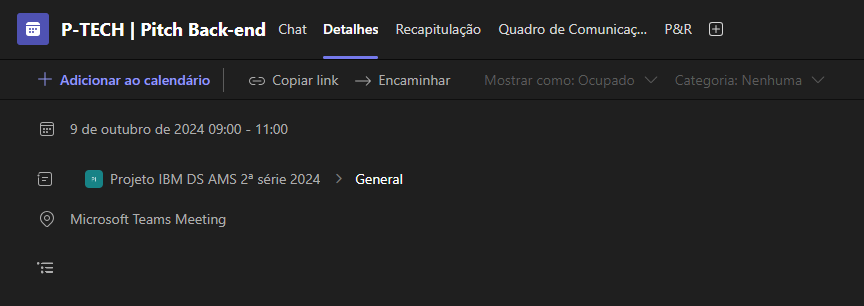 P-TECH | Pitch Back-end Chat Detalhes Recapitulação Quadro de Comunicaç... P&R
Adicionar ao calendário Copiar link Encaminhar Mostrar como: Ocupado Categoria: Nenhuma
9 de outubro de 2024 09:00 - 11:00
Projeto IBM DS AMS 2ª série 2024 > General
Microsoft Teams Meeting